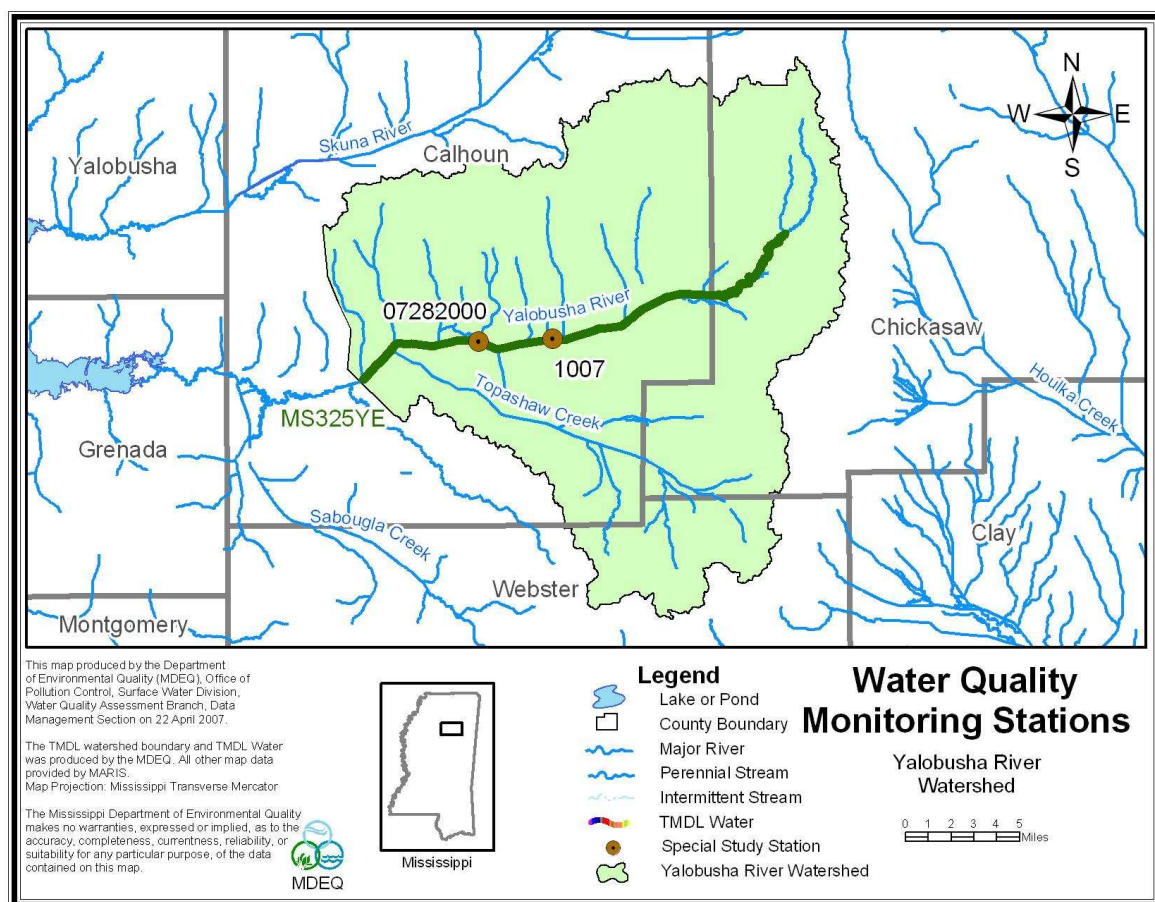 N
W E
S
Skuna River
Calhoun
Yalobusha
07282000
Yalobusha River
1007
Chickasaw
Topashaw Creek
Houlka Creek
MS325YE
Grenada
Sabougla Creek
Clay
Webster
Montgomery
This map produced by the Department
of Environmental Quality (MDEQ), Office of
Pollution Control, Surface Water Division,
Water Quality Assessment Branch, Data
Management Section on 22 April 2007.
The TMDL watershed boundary and TMDL Water
was produced by the MDEQ. All other map data
provided by MARIS.
Map Projection: Mississippi Transverse Mercator
The Mississippi Department of Environmental Quality
makes no warranties, expressed or implied, as to the
accuracy, completeness, currentness, reliability, or
suitability for any particular purpose, of the data
contained on this map.
MDEQ
Mississippi
Legend
Lake or Pond
County Boundary
Major River
Perennial Stream
Intermittent Stream
TMDL Water
Special Study Station
Yalobusha River Watershed
Water Quality
Monitoring Stations
Yalobusha River
Watershed
0 1 2 3 4 5
Miles